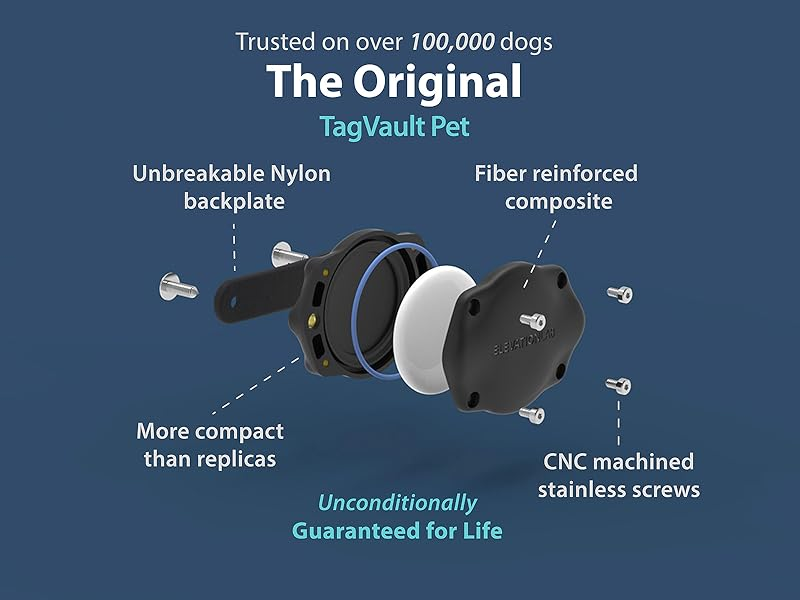 Trusted on over 100,000 dogs
The Original
TagVault Pet
Unbreakable Nylon
backplate
Fiber reinforced
composite
ELEVATIONLAB
More compact
than replicas
CNC machined
stainless screws
Unconditionally
Guaranteed for Life